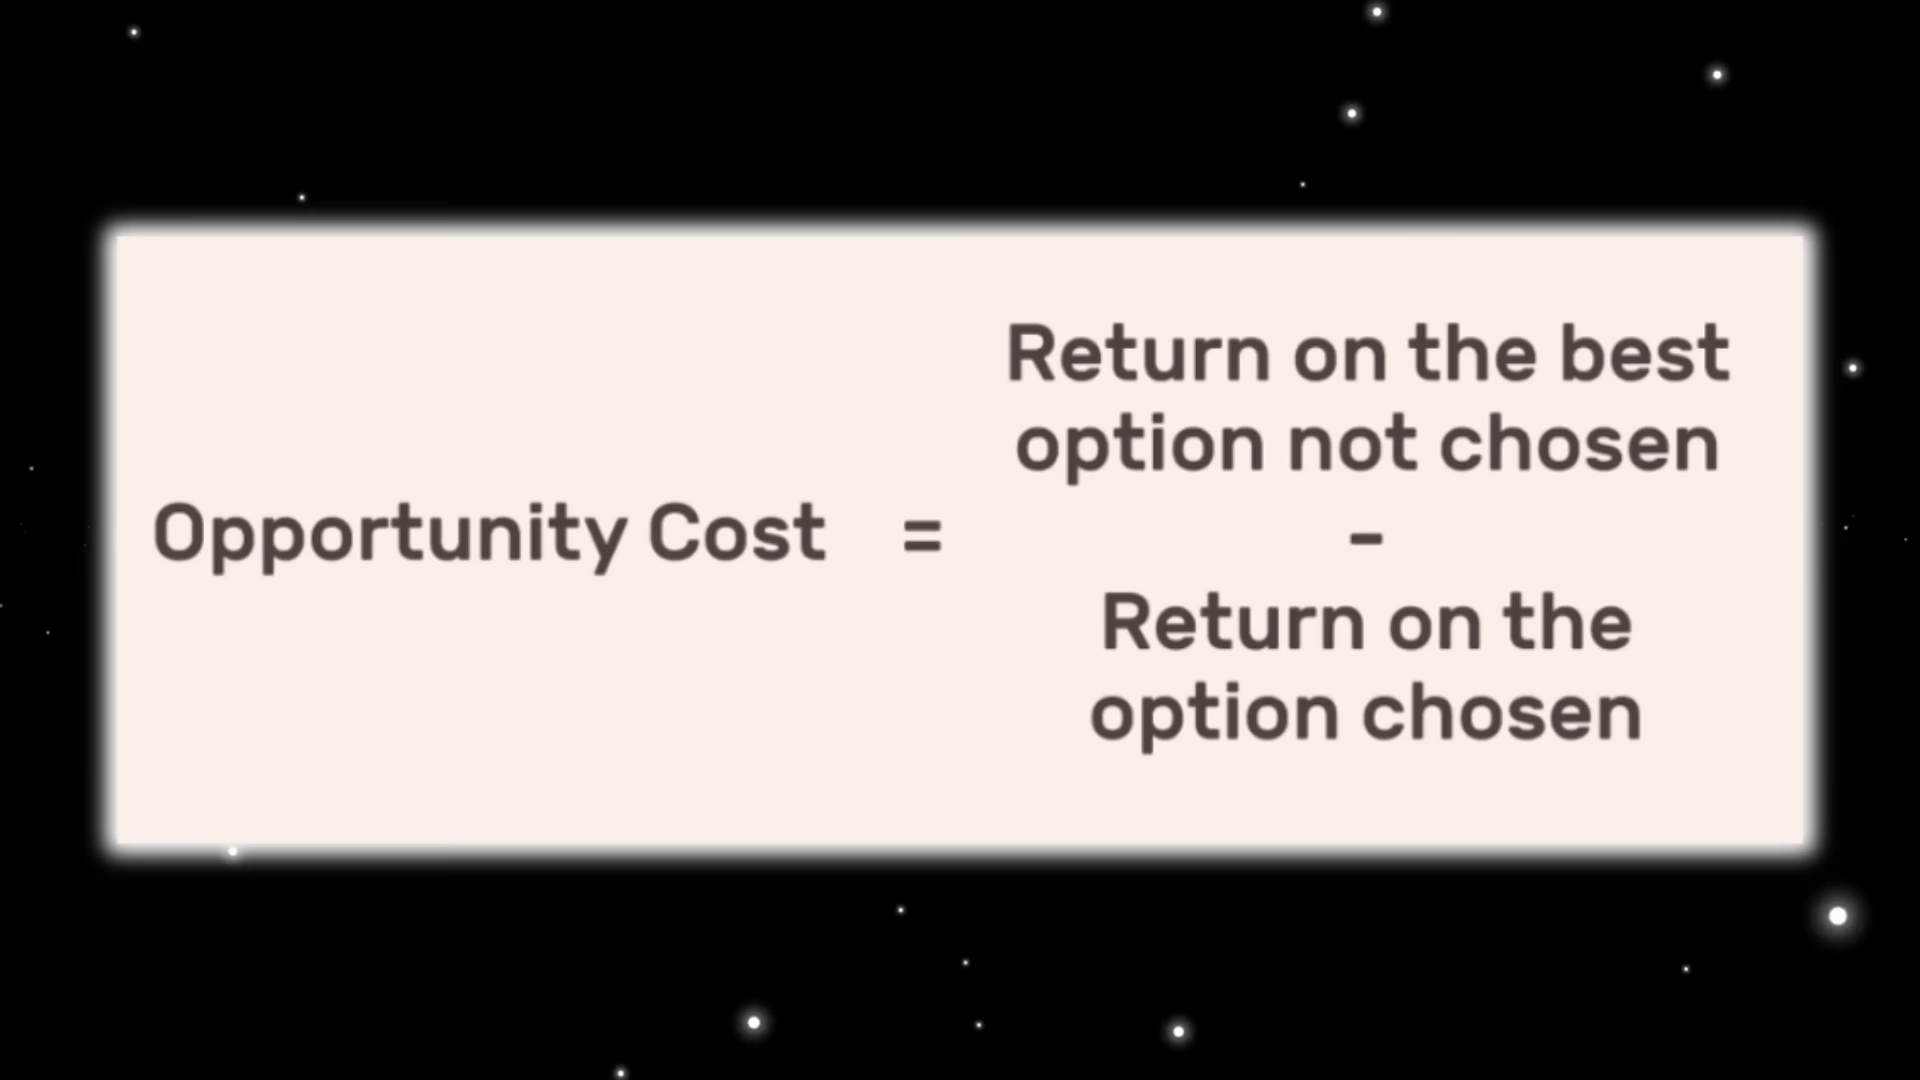 Opportunity Cost =
Return on the best
option not chosen
-
Return on the
option chosen